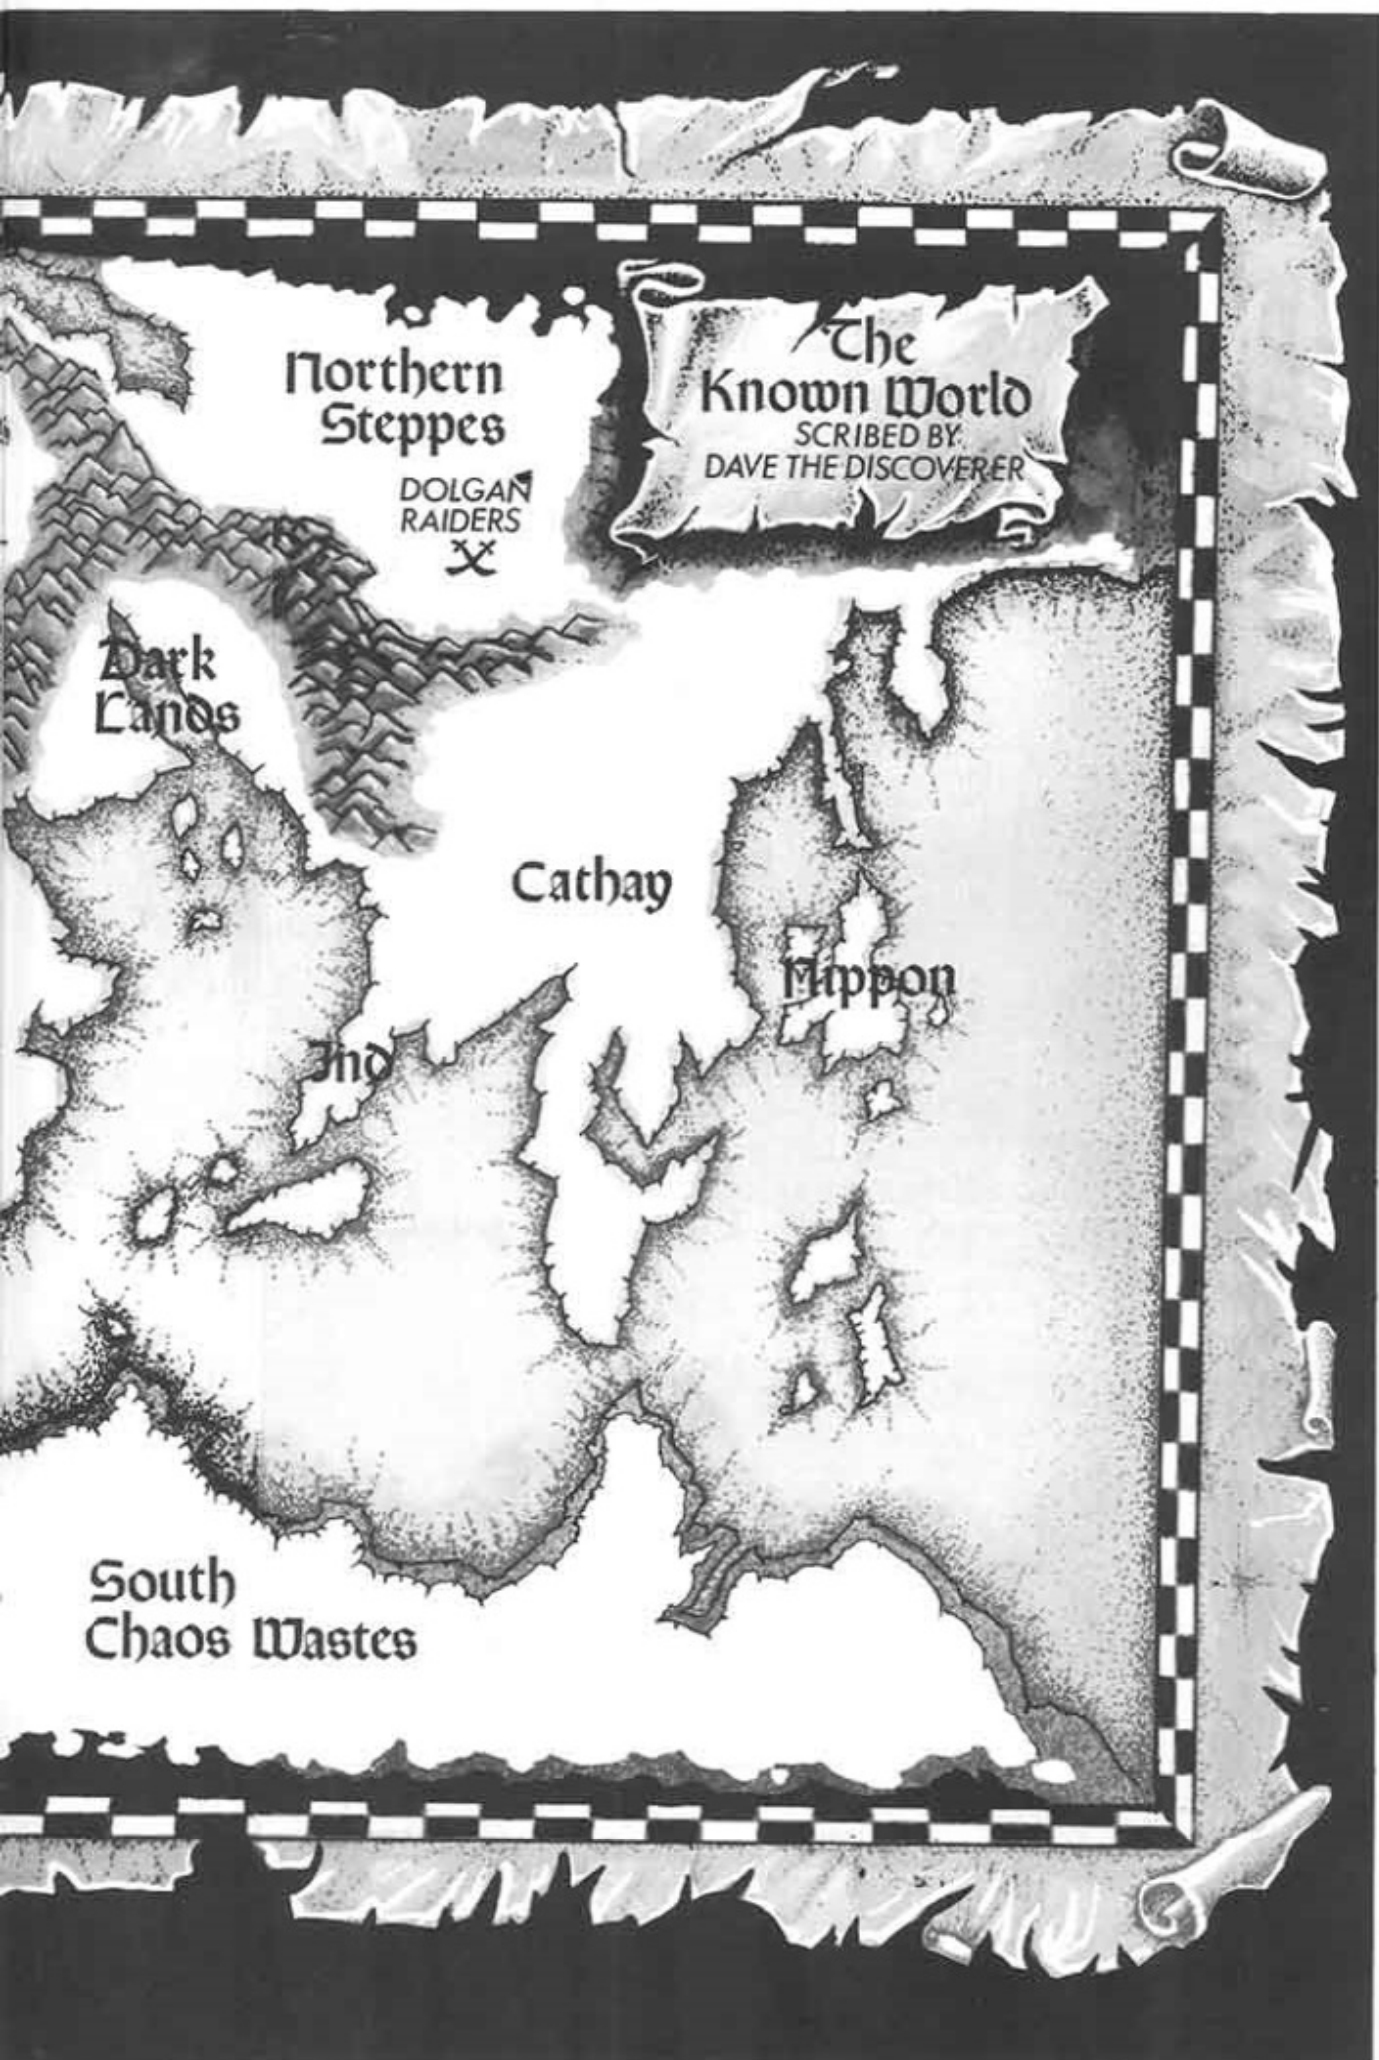 The
Known World
SCRIBED BY
DAVE THE DISCOVERER
Northern
Steppes
DOLGAN
RAIDERS
Dark
Lands
Cathay
Nippon
Ind
South
Chaos Wastes